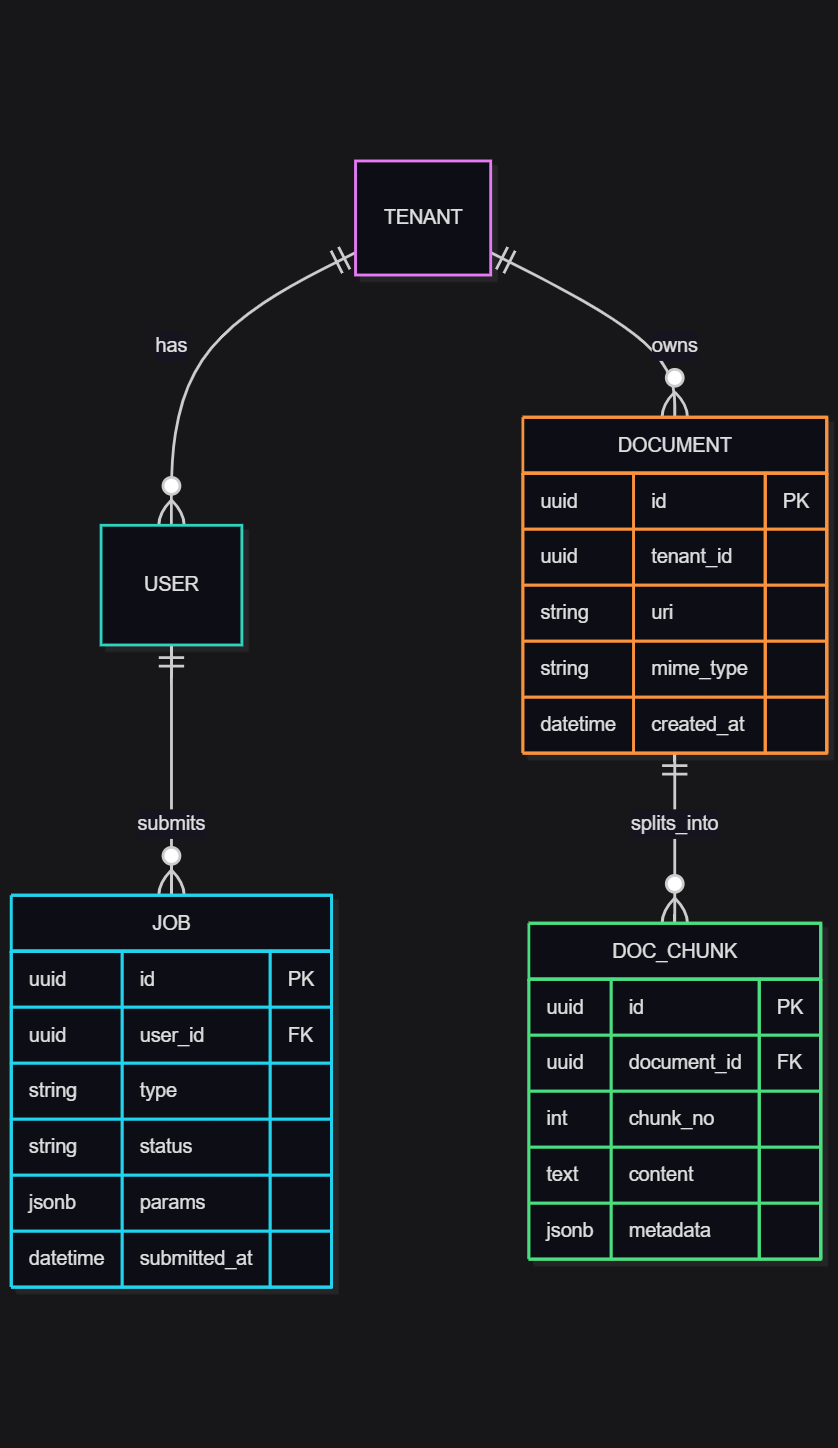 TENANT
has
owns
USER
DOCUMENT
uuid id PK
uuid tenant_id
string uri
string mime_type
datetime created_at
submits
splits_into
JOB
uuid id PK
uuid user_id FK
string type
string status
jsonb params
datetime submitted_at
DOC_CHUNK
uuid id PK
uuid document_id FK
int chunk_no
text content
jsonb metadata